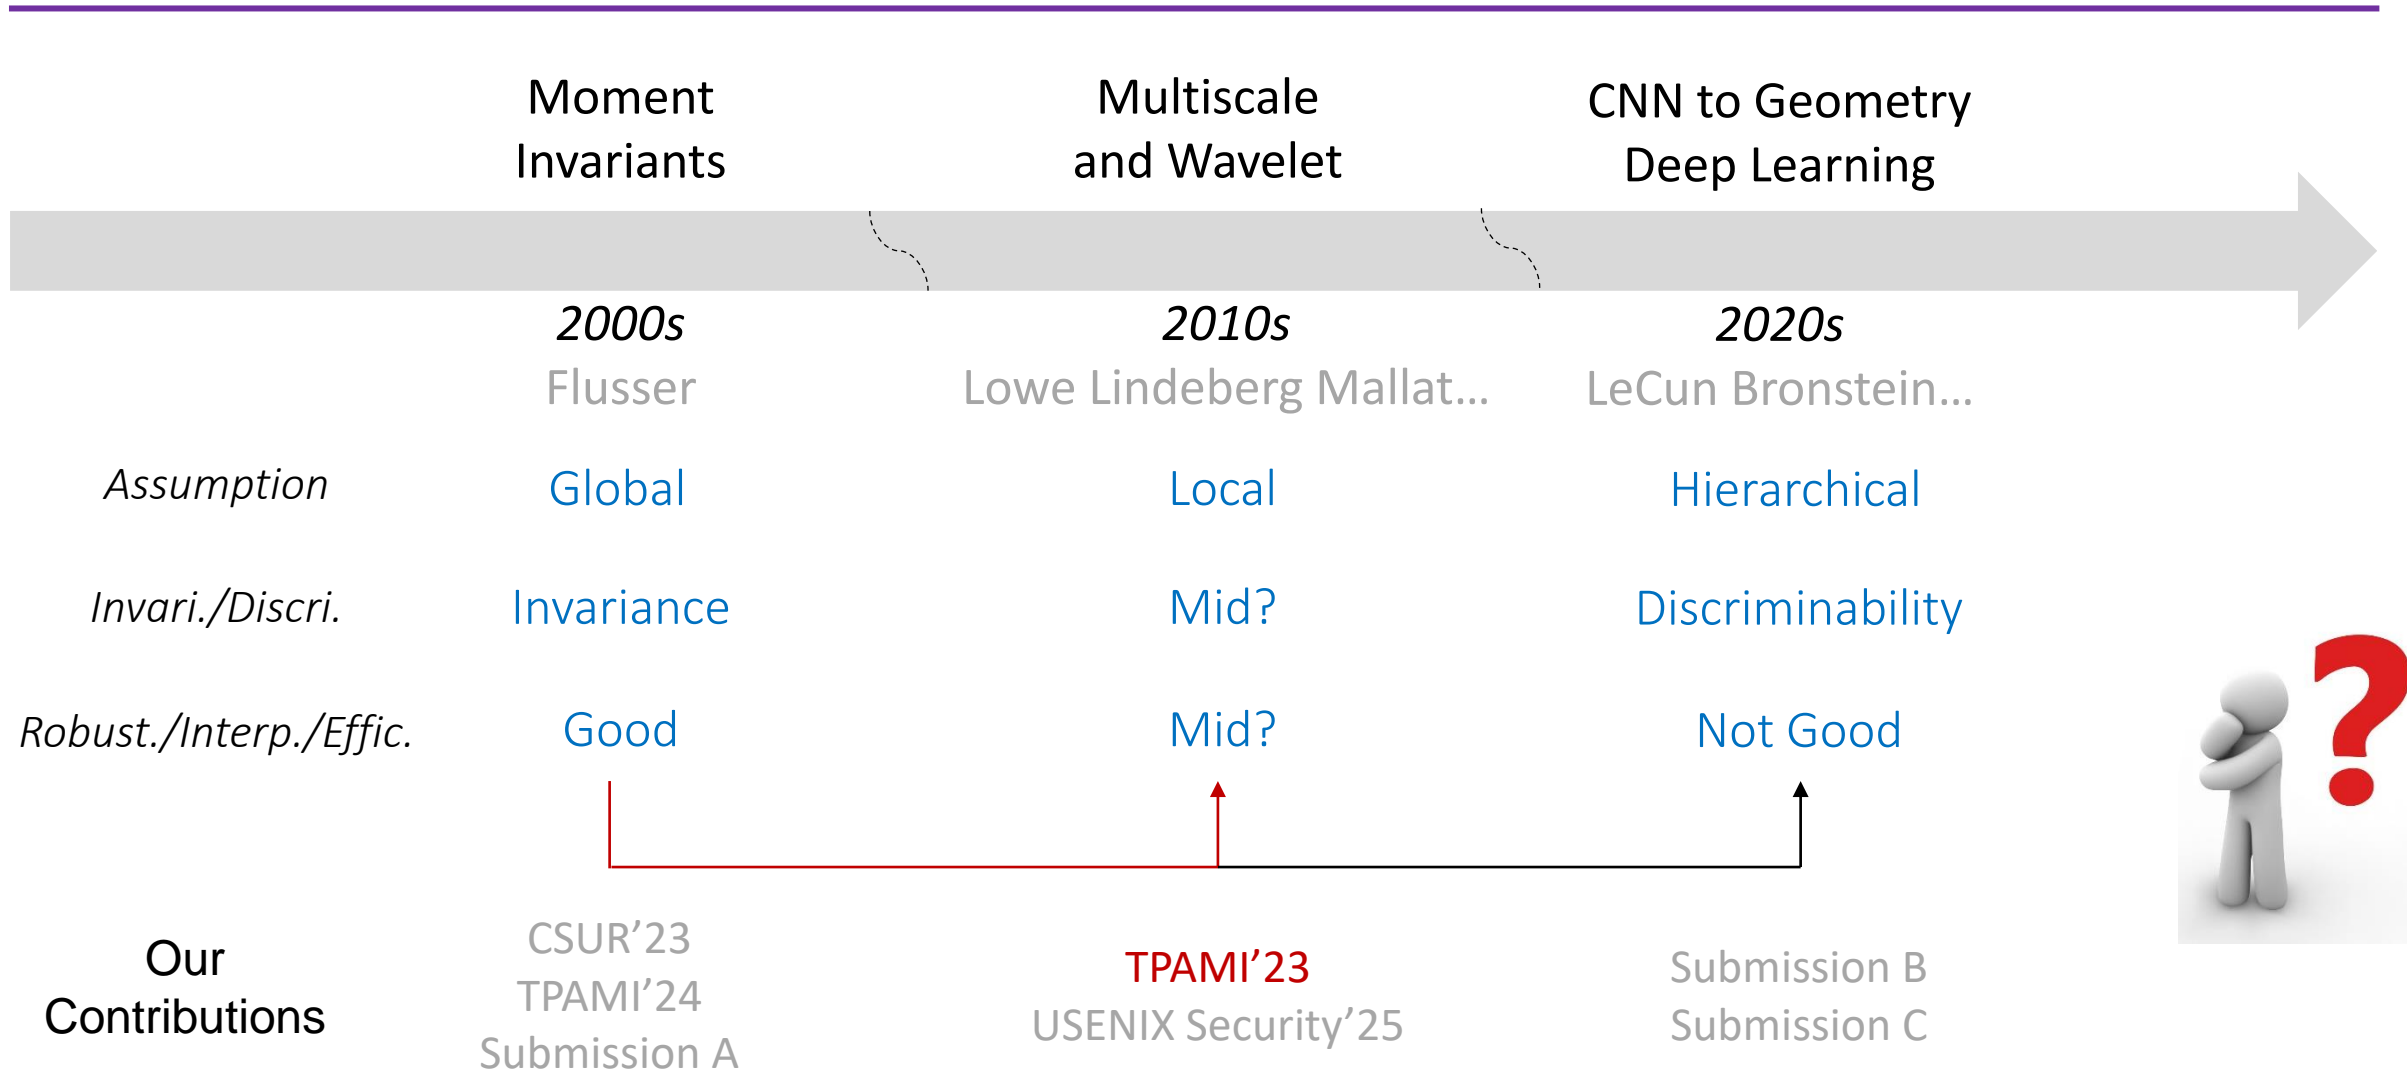 Moment
Invariants
Multiscale
and Wavelet
CNN to Geometry
Deep Learning
2000s
2010s
2020s
Flusser
Lowe Lindeberg Mallat...
LeCun Bronstein...
Assumption
Global
Local
Hierarchical
Invari./Discri.
Invariance
Mid?
Discriminability
Robust./Interp./Effic.
Good
Mid?
Not Good
?
Our
Contributions
CSUR’23
TPAMI’24
Submission A
TPAMI’23
USENIX Security’25
Submission B
Submission C